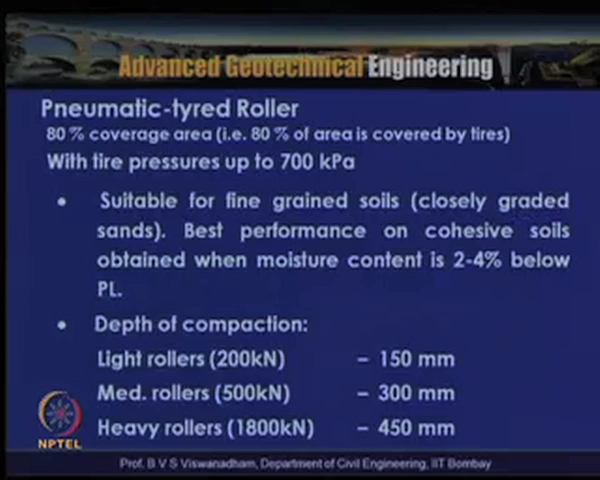 Advanced Geotechnical Engineering
Pneumatic-tyred Roller
80 % coverage area (i.e. 80 % of area is covered by tires)
With tire pressures up to 700 kPa
• Suitable for fine grained soils (closely graded
sands). Best performance on cohesive soils
obtained when moisture content is 2-4% below
PL.
• Depth of compaction:
Light rollers (200kN) – 150 mm
Med. rollers (500kN) – 300 mm
Heavy rollers (1800kN) – 450 mm
NPTEL
Prof. B V S Viswanadham, Department of Civil Engineering, IIT Bombay